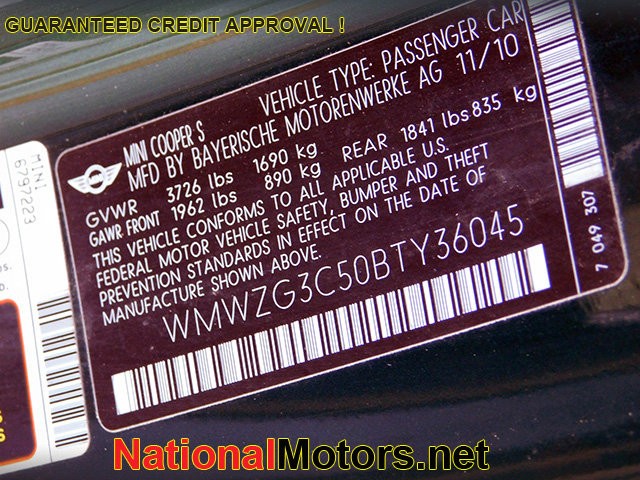 GUARANTEED CREDIT APPROVAL !
MINI COOPER S
VEHICLE TYPE: PASSENGER CAR
MFD BY BAYERISCHE MOTORENWERKE AG 11/10
GVWR 3726 lbs 1690 kg
GAWR FRONT 1962 lbs 890 kg REAR 1841 lbs 835 kg
THIS VEHICLE CONFORMS TO ALL APPLICABLE U.S.
FEDERAL MOTOR VEHICLE SAFETY, BUMPER AND THEFT
PREVENTION STANDARDS IN EFFECT ON THE DATE OF
MANUFACTURE SHOWN ABOVE.
WMWZG3C50BTY36045
7 049 307
MINI
6797223
NationalMotors.net